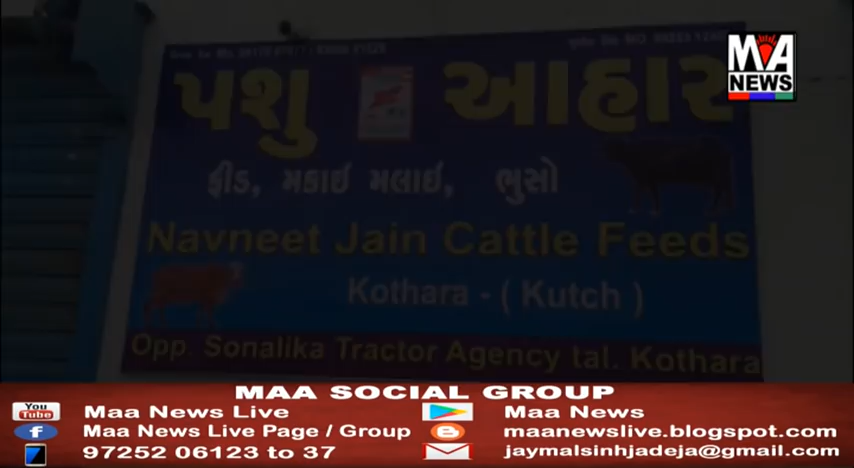 MAA
NEWS
પશુ આહાર
ફીડ, મકાઈ મલાઈ, ભુસો
Navneet Jain Cattle Feeds
Kothara - ( Kutch )
Opp. Sonalika Tractor Agency tal. Kothara
MAA SOCIAL GROUP
You Tube Maa News Live Maa News
Maa News Live Page / Group maanewslive.blogspot.com
97252 06123 to 37 jaymalsinhjadeja@gmail.com